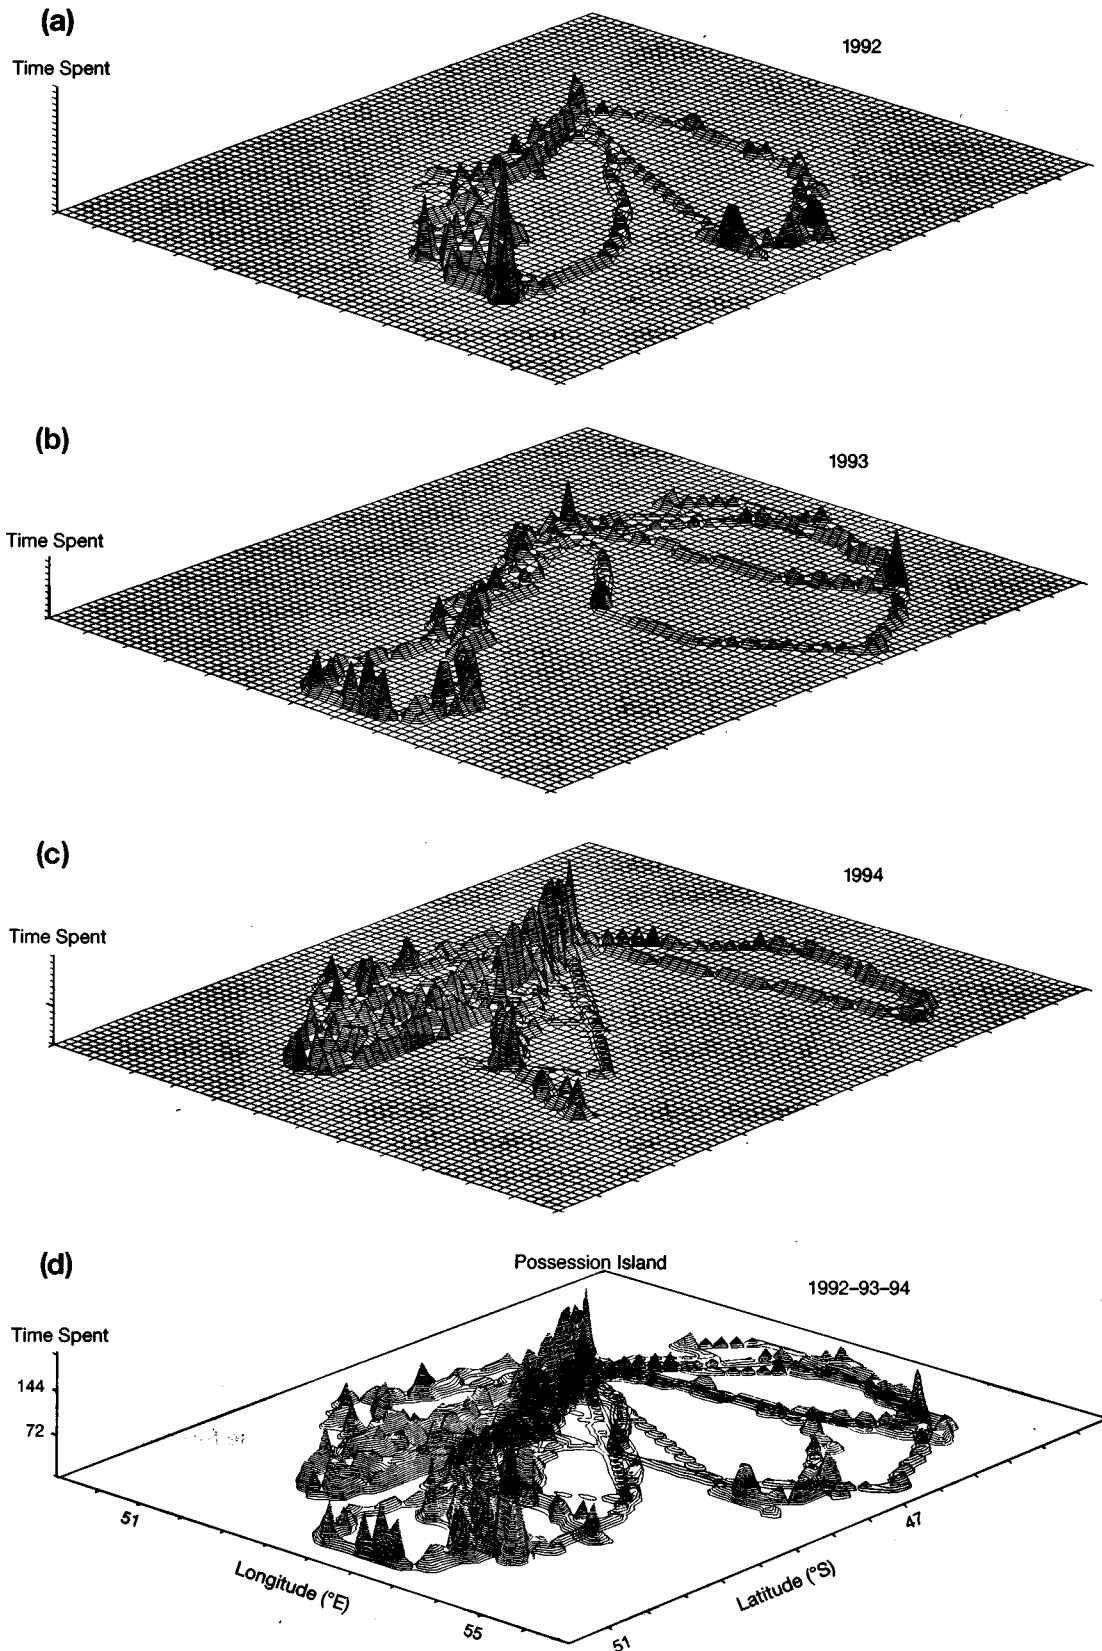 (a)
1992
Time Spent
(b)
1993
Time Spent
(c)
1994
Time Spent
(d)
Possession Island
1992–93–94
Time Spent
144
72
51
47
Longitude (°E)
Latitude (°S)
55
51